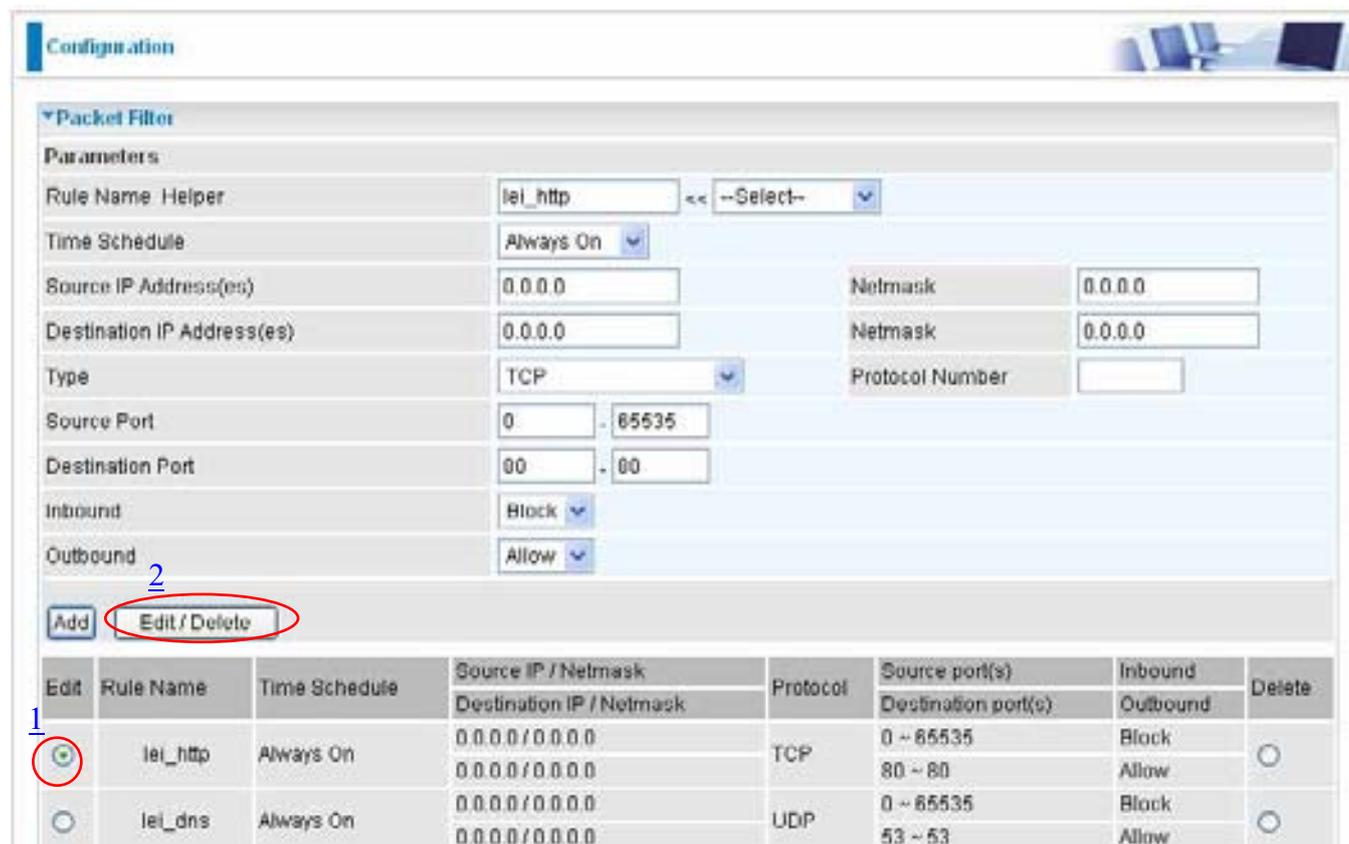 Configuration
Packet Filter
Parameters
Rule Name Helper lei_http << --Select--
Time Schedule Always On
Source IP Address(es) 0.0.0.0 Netmask 0.0.0.0
Destination IP Address(es) 0.0.0.0 Netmask 0.0.0.0
Type TCP Protocol Number
Source Port 0 - 65535
Destination Port 80 - 80
Inbound Block
Outbound Allow
2
Add Edit / Delete
Edit Rule Name Time Schedule Source IP / Netmask Protocol Source port(s) Inbound Delete
Destination IP / Netmask Destination port(s) Outbound
1
lei_http Always On 0.0.0.0 / 0.0.0.0 TCP 0 ~ 65535 Block
0.0.0.0 / 0.0.0.0 80 ~ 80 Allow
lei_dns Always On 0.0.0.0 / 0.0.0.0 UDP 0 ~ 65535 Block
0.0.0.0 / 0.0.0.0 53 ~ 53 Allow